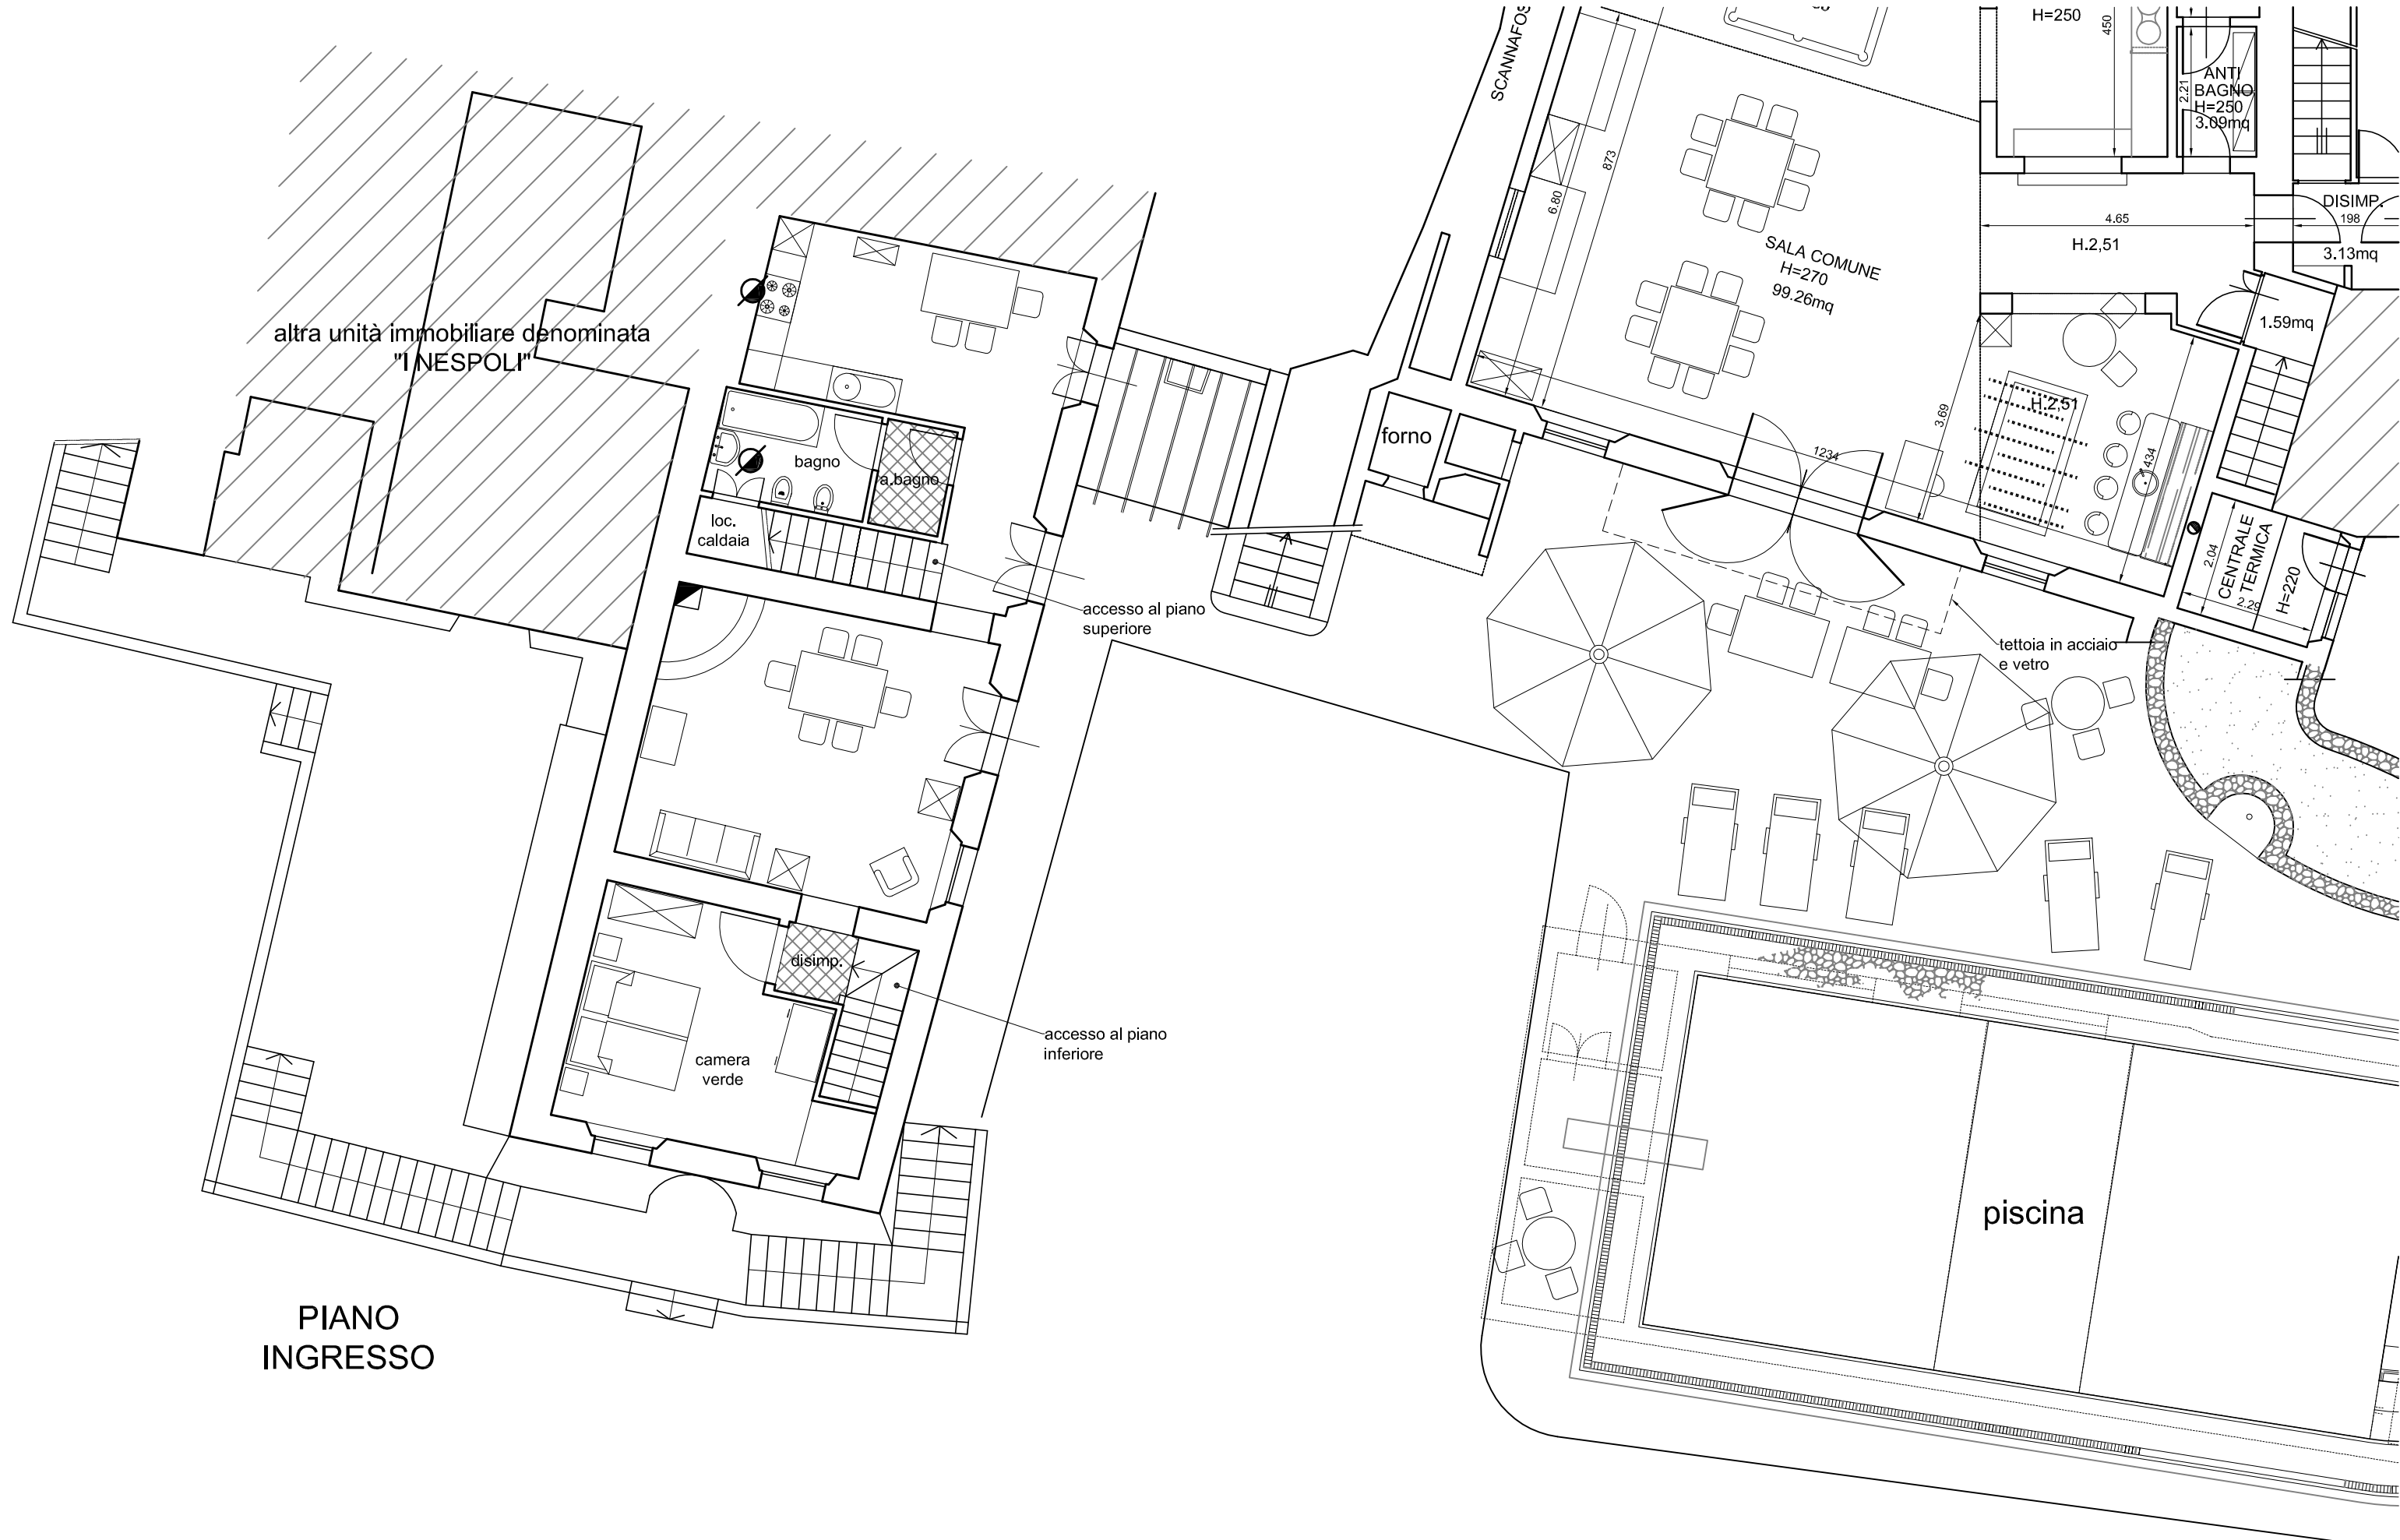 SCANNAFOS
H=250
450
2.21
ANTI
BAGNO
H=250
3.09mq
873
6.80
SALA COMUNE
H=270
99.26mq
4.65
H.2,51
DISIMP.
198
3.13mq
1.59mq
altra unità immobiliare denominata
"I NESPOLI"
H.2,51
3.69
434
1234
forno
bagno
a.bagno
loc.
caldaia
CENTRALE
TERMICA
H=220
2.04
2.29
accesso al piano
superiore
tettoia in acciaio
e vetro
disimp.
accesso al piano
inferiore
camera
verde
piscina
PIANO
INGRESSO